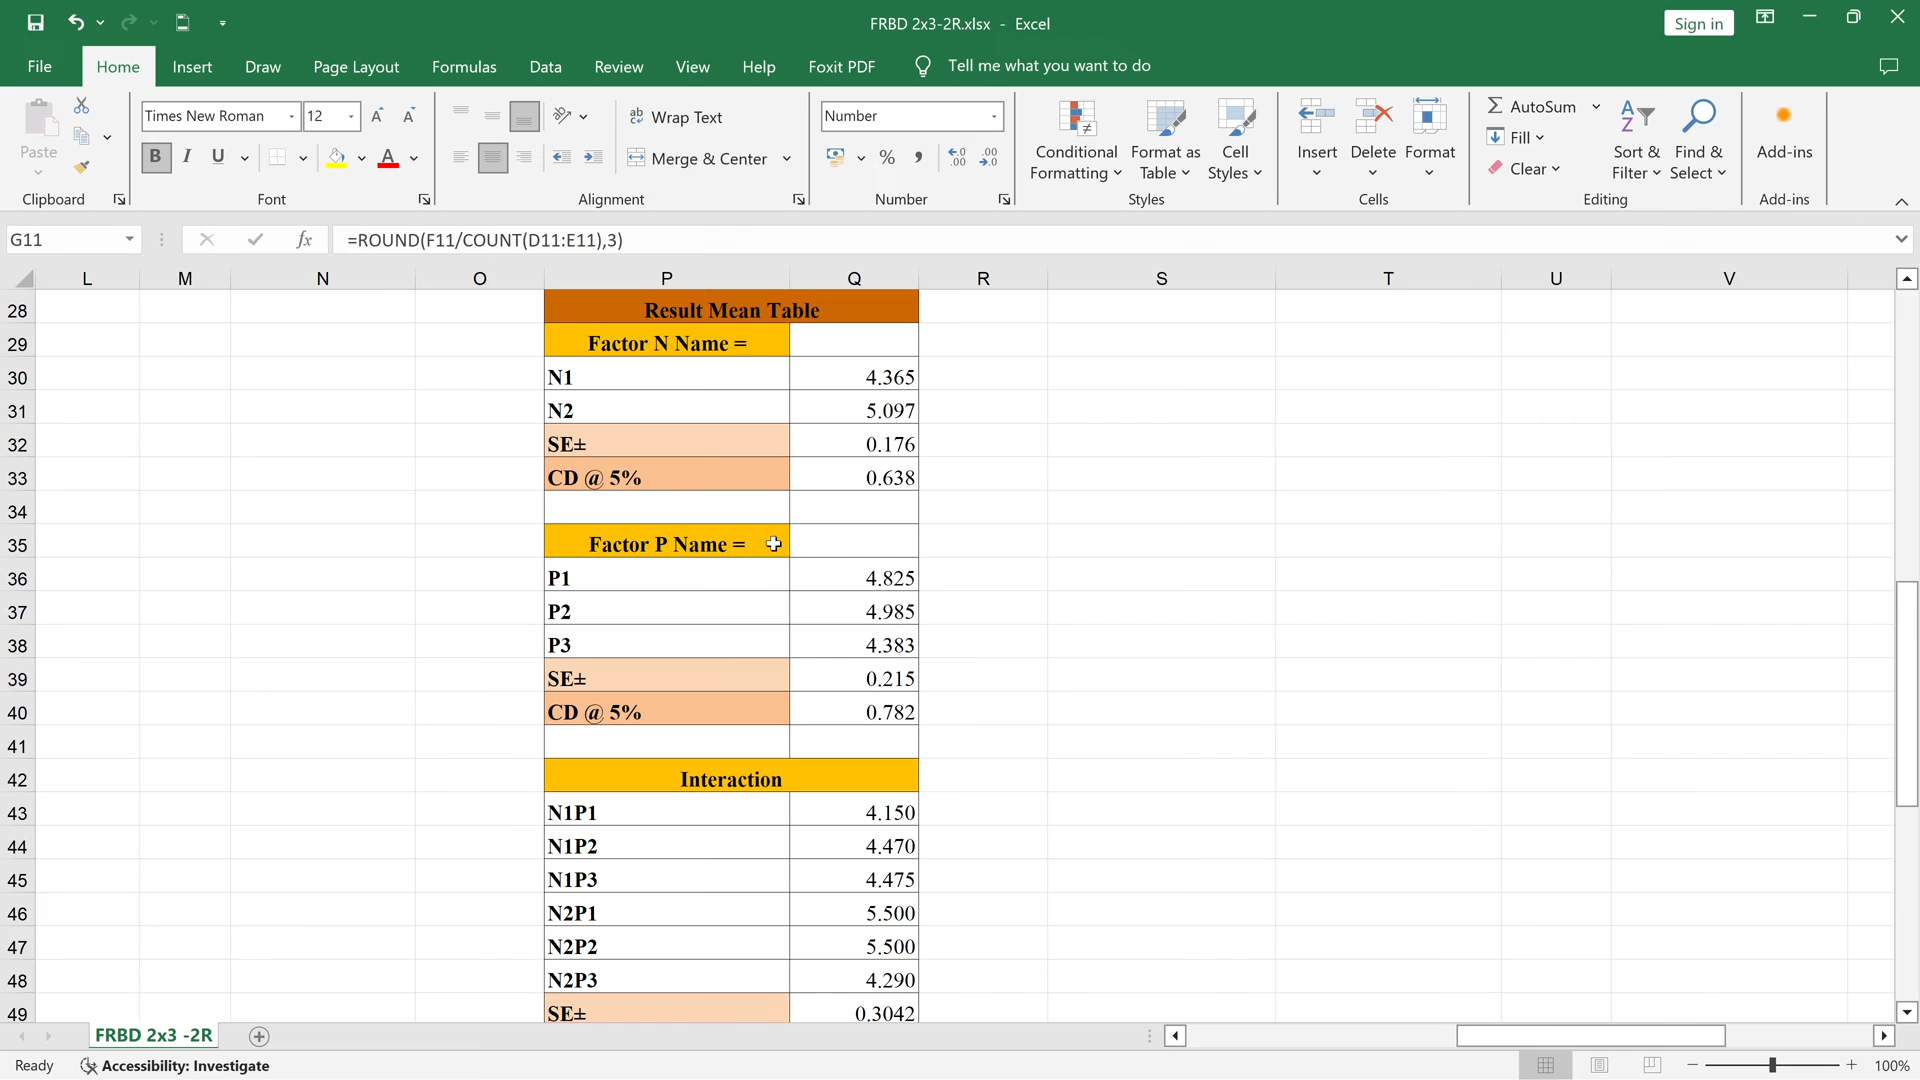 FRBD 2x3-2R.xlsx - Excel
Sign in
File Home Insert Draw Page Layout Formulas Data Review View Help Foxit PDF Tell me what you want to do
Paste
Clipboard
Times New Roman 12
B I U A
Font
ab Wrap Text
Merge & Center
Alignment
Number
% ,
Number
Conditional Formatting
Format as Table
Cell Styles
Styles
Insert Delete Format
Cells
AutoSum
Fill
Clear
Sort & Filter
Find & Select
Editing
Add-ins
Add-ins
G11 fx =ROUND(F11/COUNT(D11:E11),3)
L M N O P Q R S T U V
28 Result Mean Table
29 Factor N Name =
30 N1 4.365
31 N2 5.097
32 SE± 0.176
33 CD @ 5% 0.638
34
35 Factor P Name =
36 P1 4.825
37 P2 4.985
38 P3 4.383
39 SE± 0.215
40 CD @ 5% 0.782
41
42 Interaction
43 N1P1 4.150
44 N1P2 4.470
45 N1P3 4.475
46 N2P1 5.500
47 N2P2 5.500
48 N2P3 4.290
49 SE± 0.3042
FRBD 2x3 -2R
Ready Accessibility: Investigate 100%